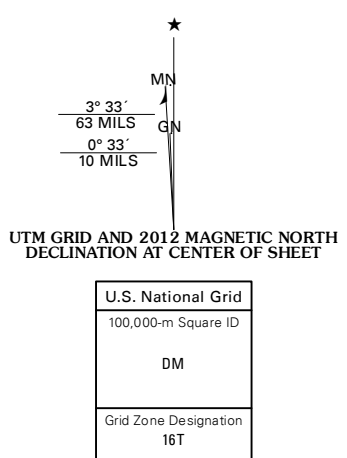 MN
3° 33´
63 MILS
GN
0° 33´
10 MILS
UTM GRID AND 2012 MAGNETIC NORTH
DECLINATION AT CENTER OF SHEET
U.S. National Grid
100,000-m Square ID
DM
Grid Zone Designation
16T